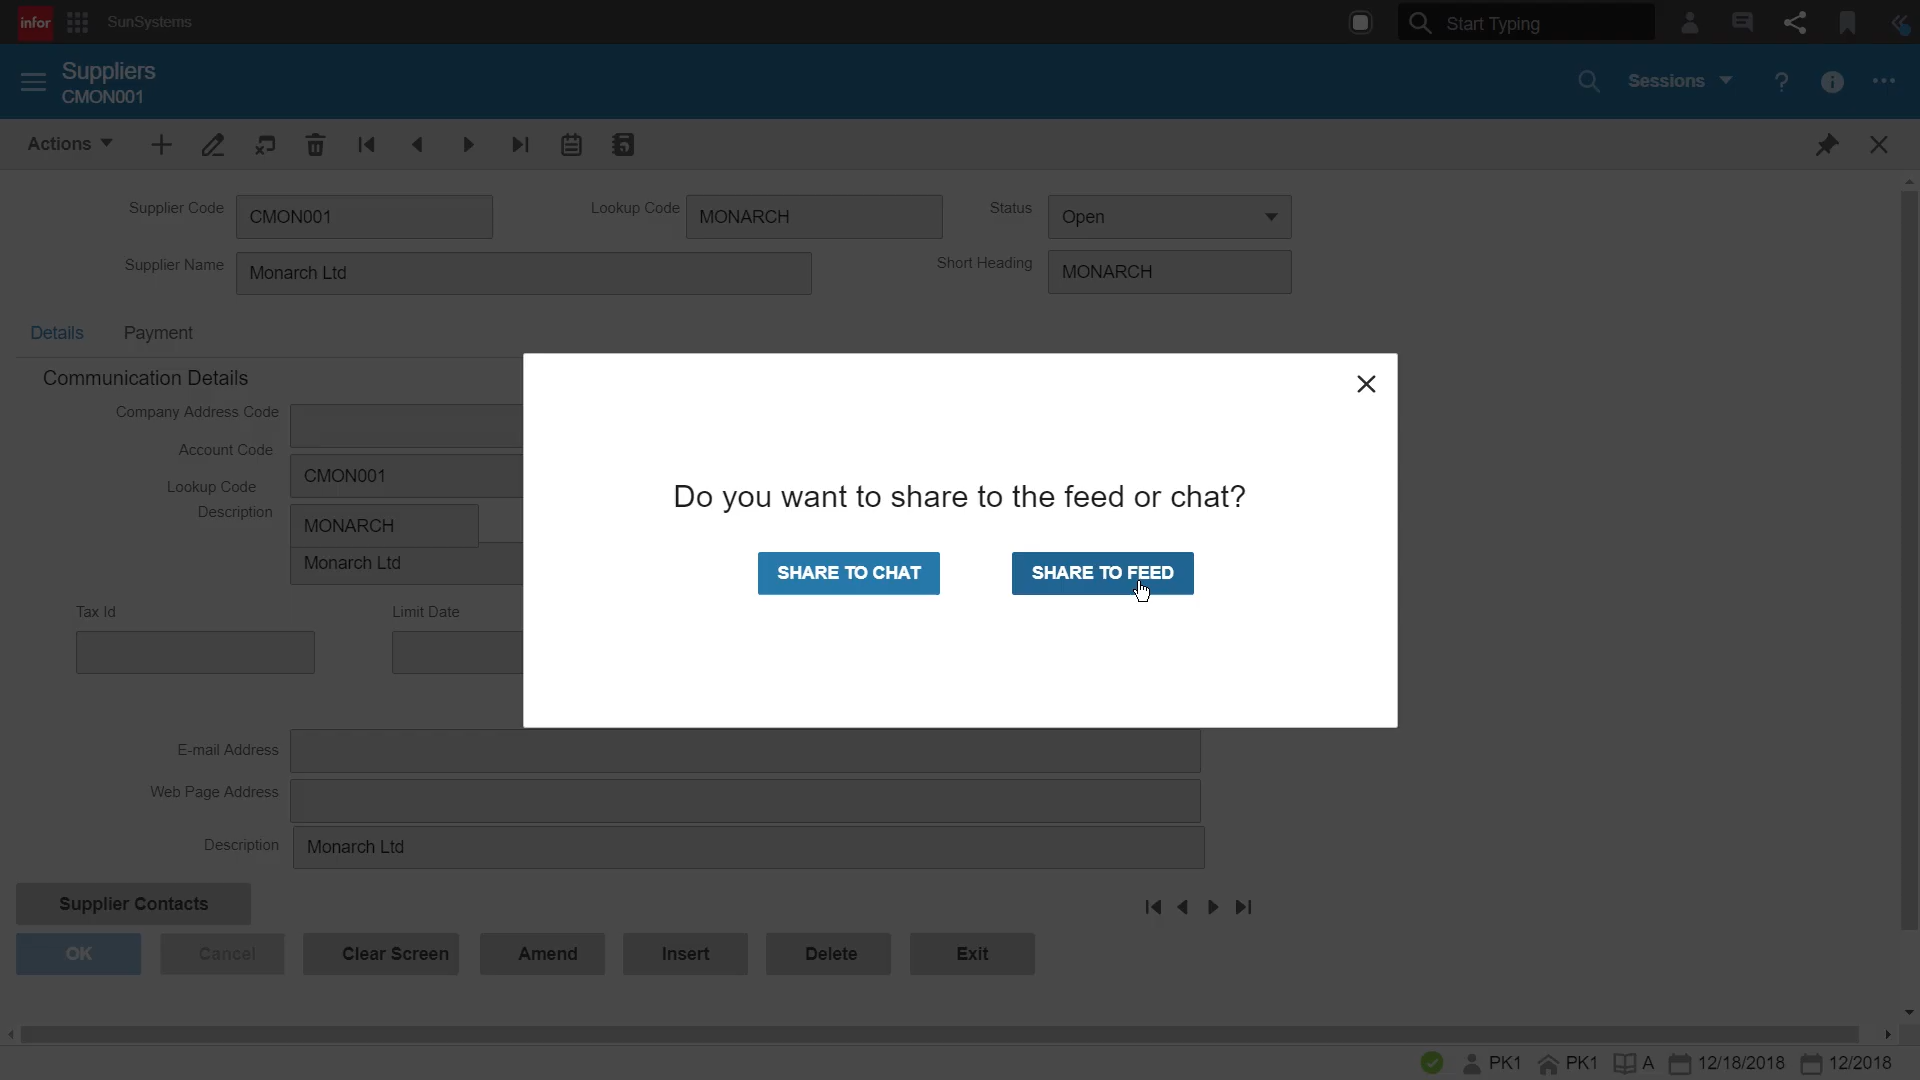 infor SunSystems Start Typing
Suppliers
CMON001
Sessions ?
Actions
Supplier Code CMON001 Lookup Code MONARCH Status Open
Supplier Name Monarch Ltd Short Heading MONARCH
Details Payment
Communication Details
Company Address Code
Account Code CMON001
Lookup Code
Description MONARCH
Monarch Ltd
Tax Id Limit Date
Do you want to share to the feed or chat?
SHARE TO CHAT SHARE TO FEED
E-mail Address
Web Page Address
Description Monarch Ltd
Supplier Contacts
OK Cancel Clear Screen Amend Insert Delete Exit
PK1 PK1 A 12/18/2018 12/2018